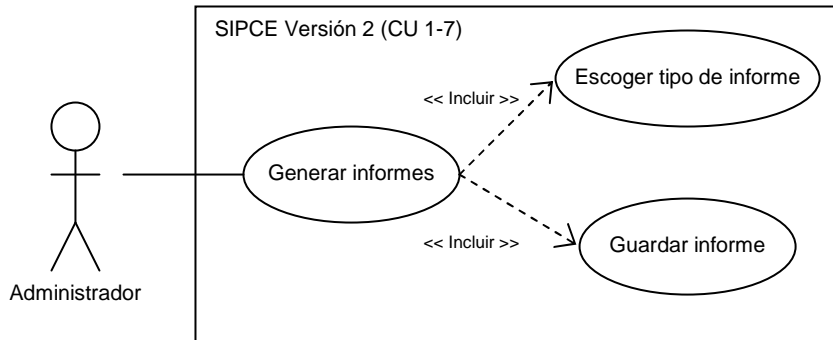 SIPCE Versión 2 (CU 1-7)
Escoger tipo de informe
<< Incluir >>
Generar informes
<< Incluir >>
Guardar informe
Administrador